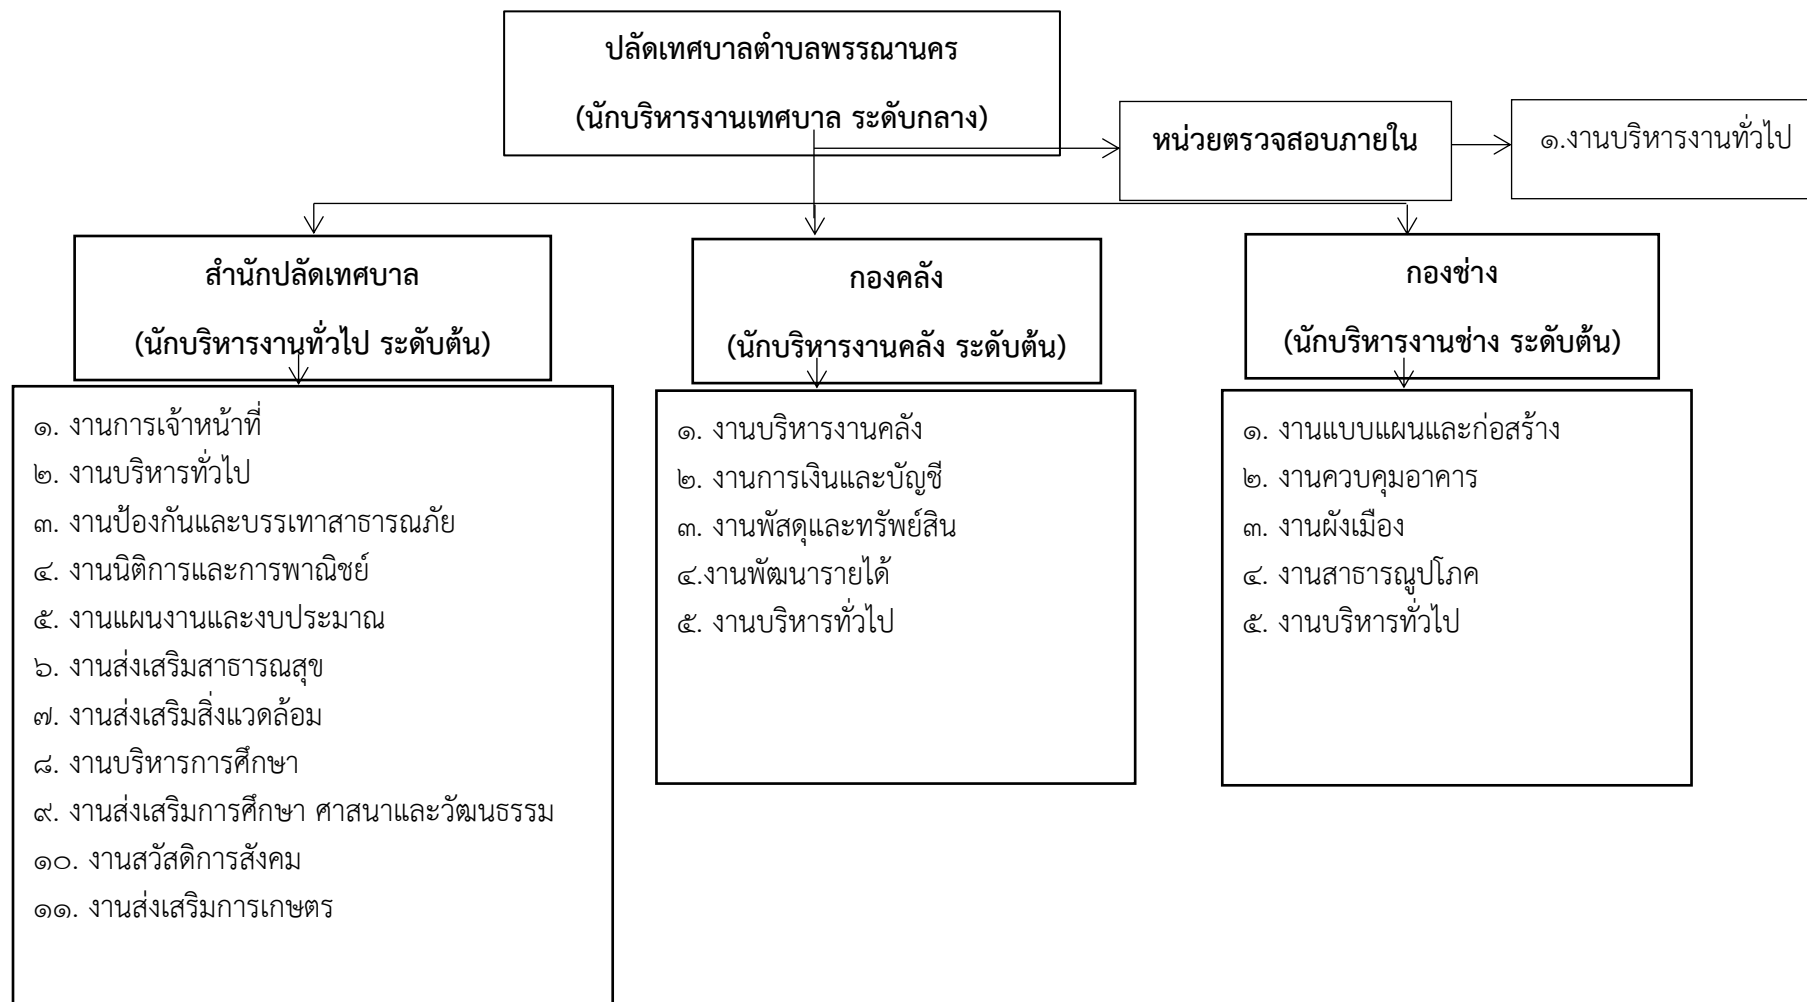 ปลัดเทศบาลตำบลพรรณานคร
(นักบริหารงานเทศบาล ระดับกลาง)
หน่วยตรวจสอบภายใน
๑.งานบริหารงานทั่วไป
สำนักปลัดเทศบาล
(นักบริหารงานทั่วไป ระดับต้น)
๑. งานการเจ้าหน้าที่
๒. งานบริหารทั่วไป
๓. งานป้องกันและบรรเทาสาธารณภัย
๔. งานนิติการและการพาณิชย์
๕. งานแผนงานและงบประมาณ
๖. งานส่งเสริมสาธารณสุข
๗. งานส่งเสริมสิ่งแวดล้อม
๘. งานบริหารการศึกษา
๙. งานส่งเสริมการศึกษา ศาสนาและวัฒนธรรม
๑๐. งานสวัสดิการสังคม
๑๑. งานส่งเสริมการเกษตร
กองคลัง
(นักบริหารงานคลัง ระดับต้น)
๑. งานบริหารงานคลัง
๒. งานการเงินและบัญชี
๓. งานพัสดุและทรัพย์สิน
๔.งานพัฒนารายได้
๕. งานบริหารทั่วไป
กองช่าง
(นักบริหารงานช่าง ระดับต้น)
๑. งานแบบแผนและก่อสร้าง
๒. งานควบคุมอาคาร
๓. งานผังเมือง
๔. งานสาธารณูปโภค
๕. งานบริหารทั่วไป